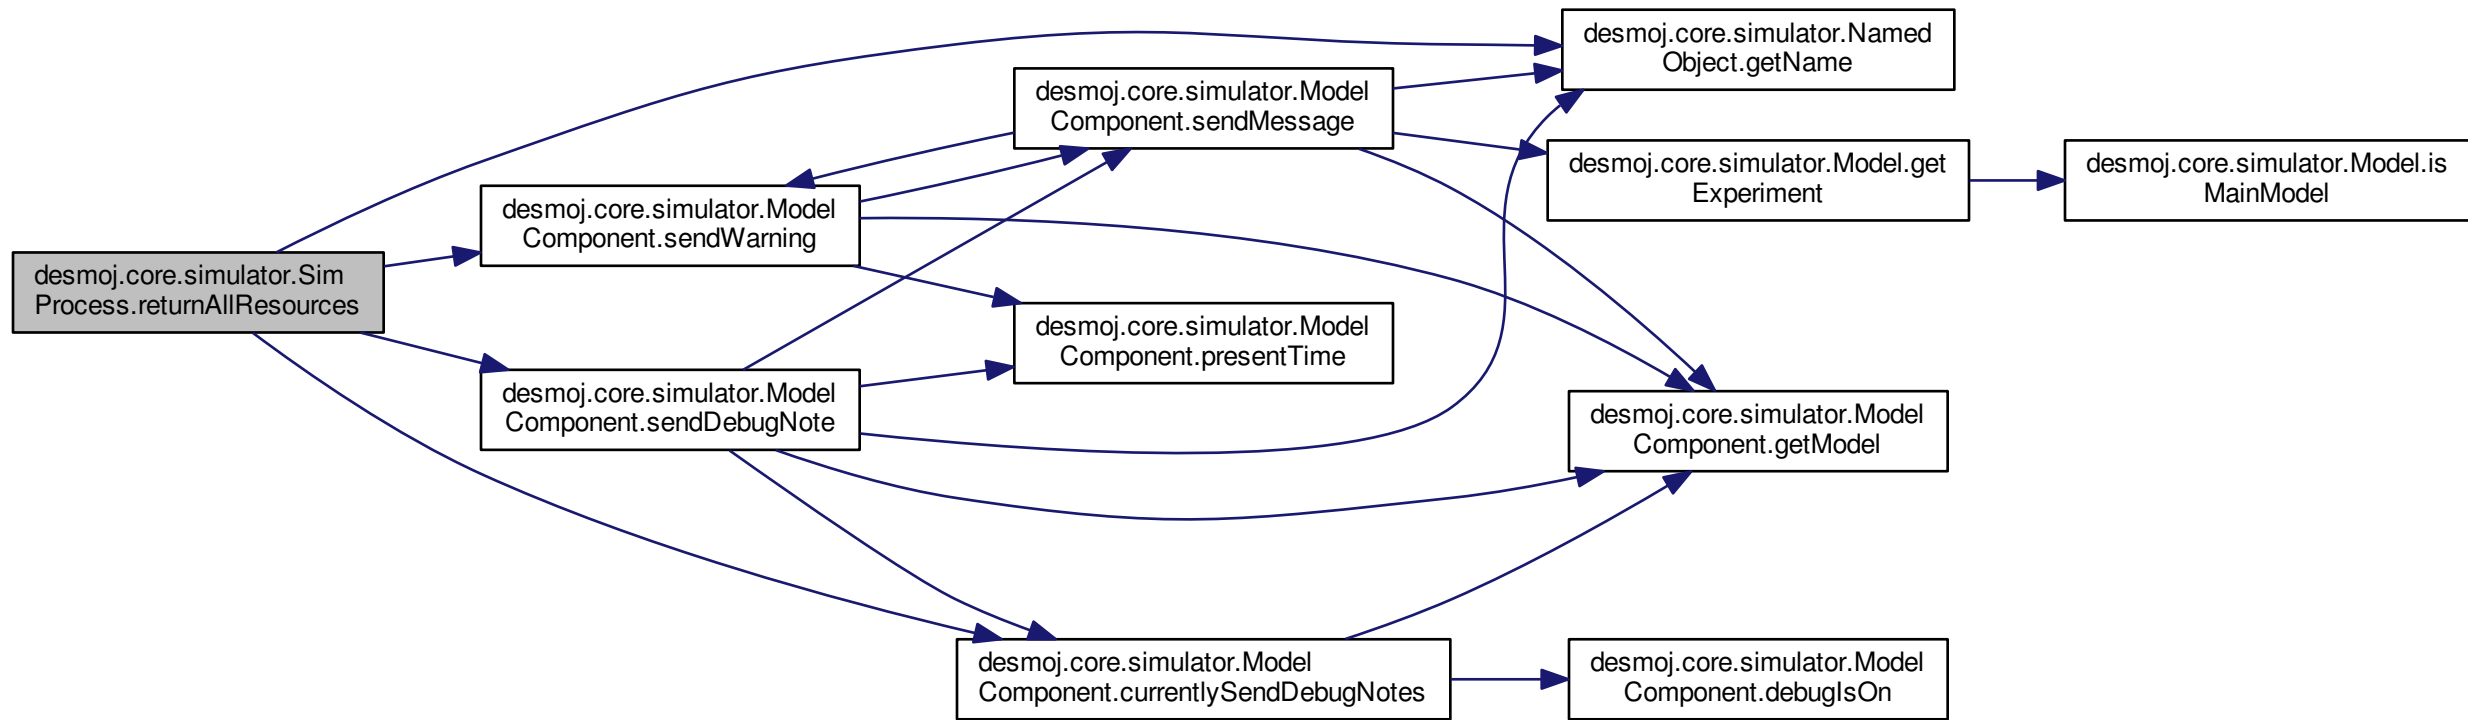 desmoj.core.simulator.Sim
Process.returnAllResources
desmoj.core.simulator.Model
Component.sendWarning
desmoj.core.simulator.Model
Component.sendDebugNote
desmoj.core.simulator.Model
Component.sendMessage
desmoj.core.simulator.Model
Component.presentTime
desmoj.core.simulator.Model
Component.currentlySendDebugNotes
desmoj.core.simulator.Named
Object.getName
desmoj.core.simulator.Model.get
Experiment
desmoj.core.simulator.Model
Component.getModel
desmoj.core.simulator.Model
Component.debugIsOn
desmoj.core.simulator.Model.is
MainModel